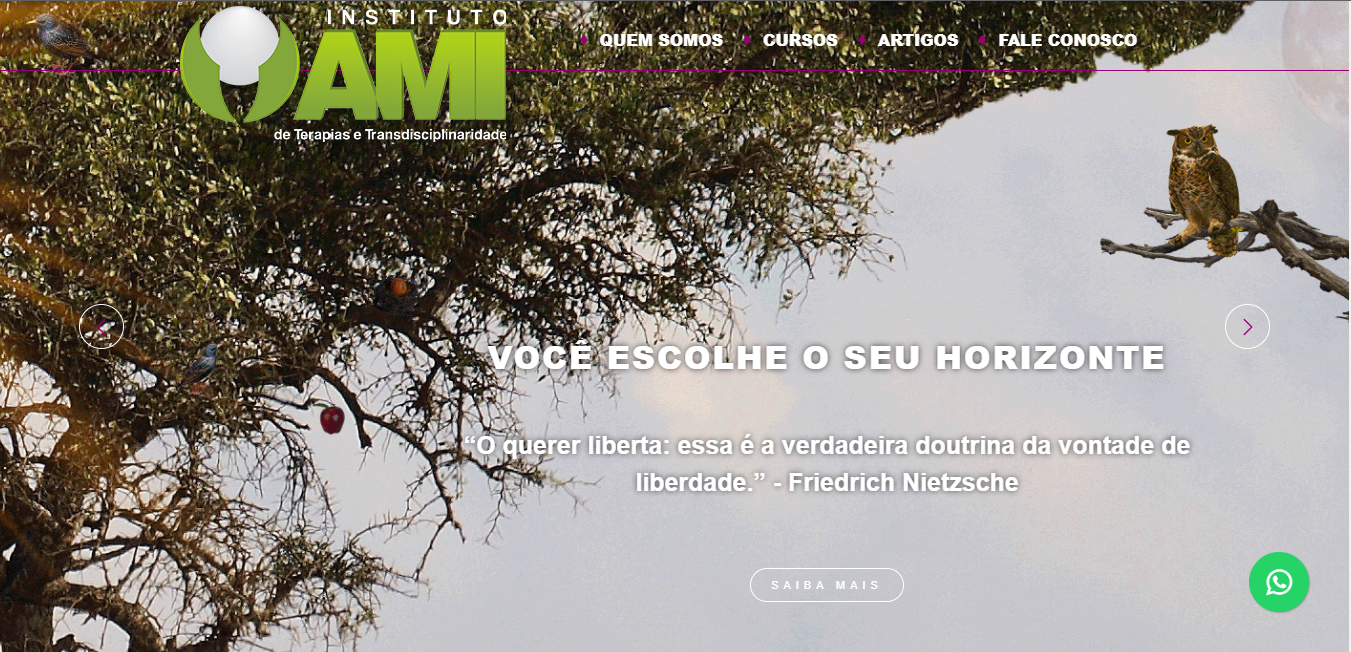 INSTITUTO
AMI
de Terapias e Transdisciplinaridade
QUEM SOMOS
CURSOS
ARTIGOS
FALE CONOSCO
VOCÊ ESCOLHE O SEU HORIZONTE
“O querer liberta: essa é a verdadeira doutrina da vontade de
liberdade.” - Friedrich Nietzsche
SAIBA MAIS